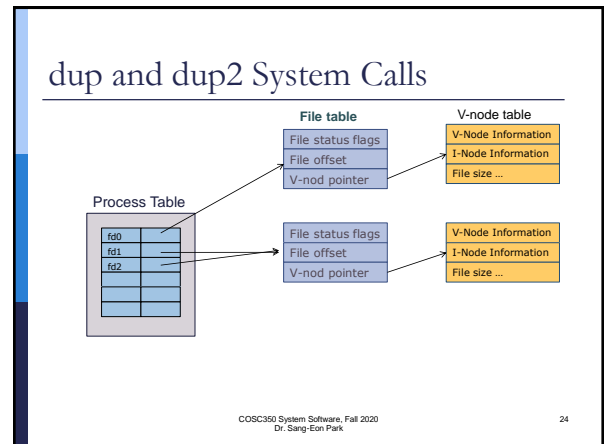 dup and dup2 System Calls
File table
V-node table
File status flags
File offset
V-nod pointer
V-Node Information
I-Node Information
File size ...
Process Table
fd0
fd1
fd2
File status flags
File offset
V-nod pointer
V-Node Information
I-Node Information
File size ...
COSC350 System Software, Fall 2020
Dr. Sang-Eon Park
24